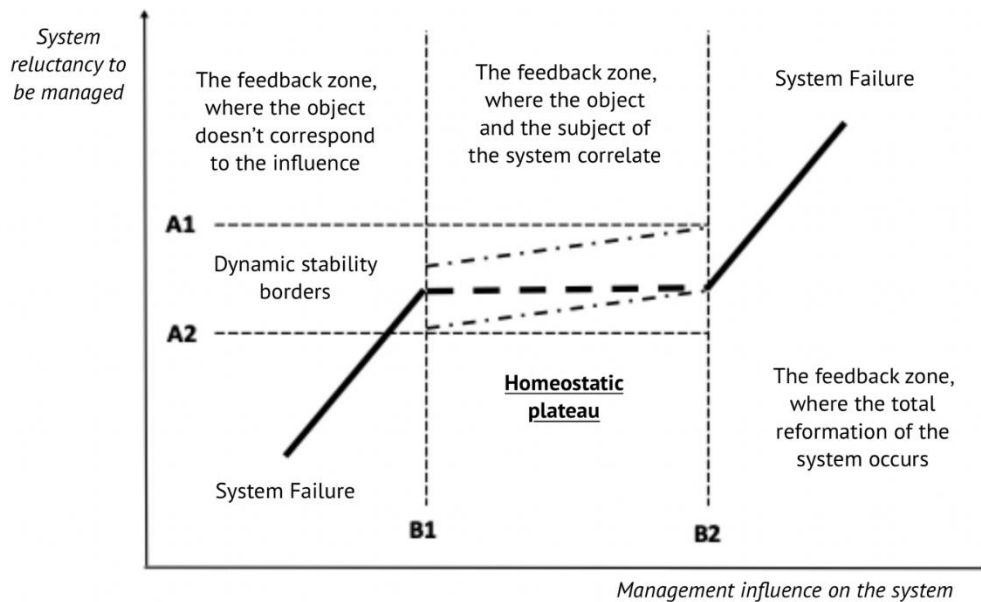 System
reluctancy to
be managed
The feedback zone,
where the object
doesn't correspond
to the influence
The feedback zone,
where the object
and the subject of
the system correlate
System Failure
A1
Dynamic stability
borders
A2
Homeostatic
plateau
The feedback zone,
where the total
reformation of the
system occurs
System Failure
B1
B2
Management influence on the system